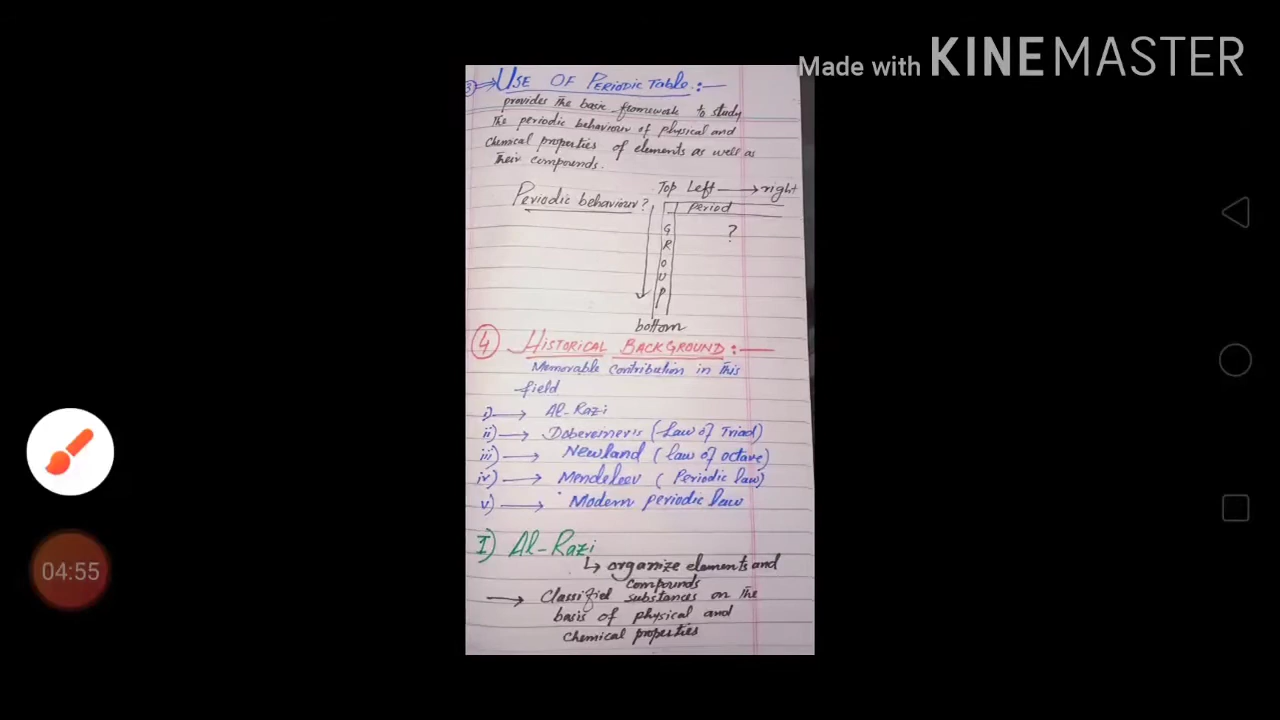 Made with KINEMASTER
3 → USE OF PERIODIC TABLE :—
provides the basic framework to study
the periodic behaviour of physical and
chemical properties of elements as well as
their compounds.
Top Left → right
Periodic behaviour?
Period
?
GROUP
bottom
4 HISTORICAL BACKGROUND :—
Memorable contribution in this
field
i) → Al-Razi
ii) → Dobereiner's (Law of Triad)
iii) → Newland (law of octave)
iv) → Mendeleev (Periodic law)
v) → Modern periodic law
I) Al-Razi
↳ organize elements and
compounds
→ Classified substances on the
basis of physical and
chemical properties
04:55